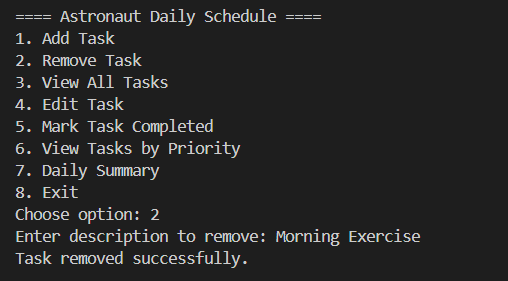 ==== Astronaut Daily Schedule ====
1. Add Task
2. Remove Task
3. View All Tasks
4. Edit Task
5. Mark Task Completed
6. View Tasks by Priority
7. Daily Summary
8. Exit
Choose option: 2
Enter description to remove: Morning Exercise
Task removed successfully.